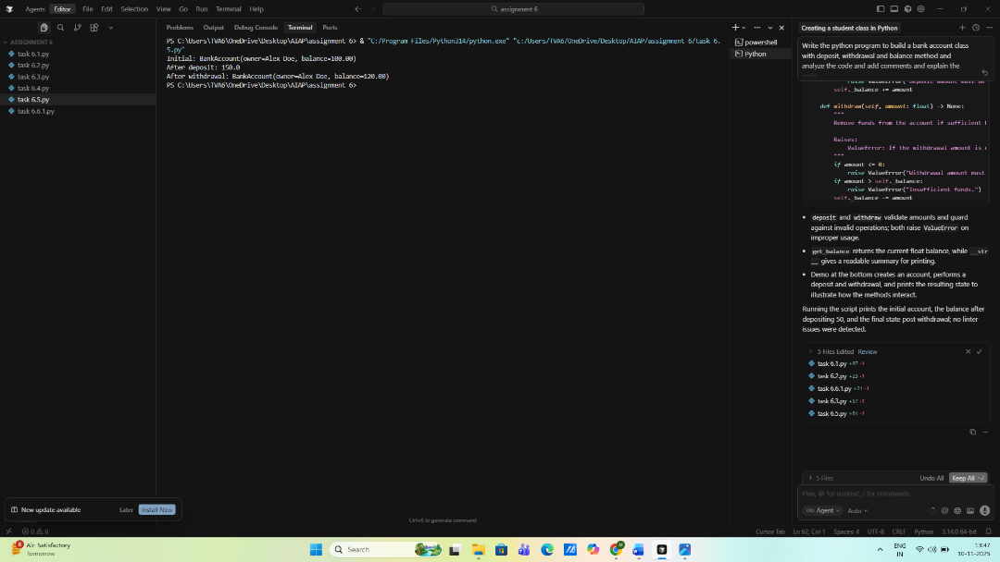 Agents Editor File Edit Selection View Go Run Terminal Help
assignment 6
ASSIGNMENT 6
task 6.1.py
task 6.2.py
task 6.3.py
task 6.4.py
task 6.5.py
task 6.6.1.py
Problems Output Debug Console Terminal Ports
PS C:\Users\TVA6\OneDrive\Desktop\AIAP\assignment 6> & "C:/Program Files/Python314/python.exe" "c:/Users/TVA6/OneDrive/Desktop/AIAP/assignment 6/task 6.
5.py"
Initial: BankAccount(owner=Alex Doe, balance=100.00)
After deposit: 150.0
After withdrawal: BankAccount(owner=Alex Doe, balance=120.00)
PS C:\Users\TVA6\OneDrive\Desktop\AIAP\assignment 6>
powershell
Python
Ctrl+K to generate command
Creating a student class in Python
Write the python program to build a bank account class
with deposit, withdrawal and balance method and
analyze the code and add comments and explain the
self._balance += amount
def withdraw(self, amount: float) -> None:
"""
Remove funds from the account if sufficient
Raises:
ValueError: If the withdrawal amount is
"""
if amount <= 0:
raise ValueError("Withdrawal amount must
if amount > self._balance:
raise ValueError("Insufficient funds.")
self._balance -= amount
• deposit and withdraw validate amounts and guard
against invalid operations; both raise ValueError on
improper usage.
• get_balance returns the current float balance, while __str
__ gives a readable summary for printing.
• Demo at the bottom creates an account, performs a
deposit and withdrawal, and prints the resulting state to
illustrate how the methods interact.
Running the script prints the initial account, the balance after
depositing 50, and the final state post withdrawal; no linter
issues were detected.
5 Files Edited Review
task 6.1.py +97 -1
task 6.2.py +23 -1
task 6.6.1.py +21 -1
task 6.3.py +57 -1
task 6.5.py +61 -1
5 Files Undo All Keep All
Plan, @ for context, / for commands
Agent Auto
New update available Later Install Now
0 0 Cursor Tab Ln 62, Col 1 Spaces: 4 UTF-8 CRLF Python 3.14.0 64-bit
8 Air: Satisfactory
Tomorrow
Search
ENG
IN
13:47
10-11-2025